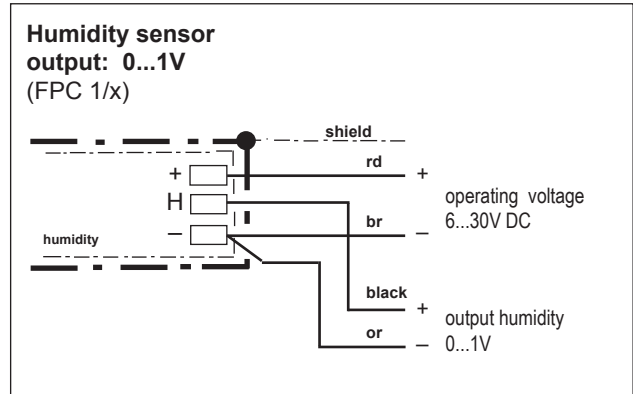 Humidity sensor
output: 0...1V
(FPC 1/x)
shield
rd
+ +
operating voltage
H
6...30V DC
br
– –
humidity
black
+
output humidity
or
– 0...1V